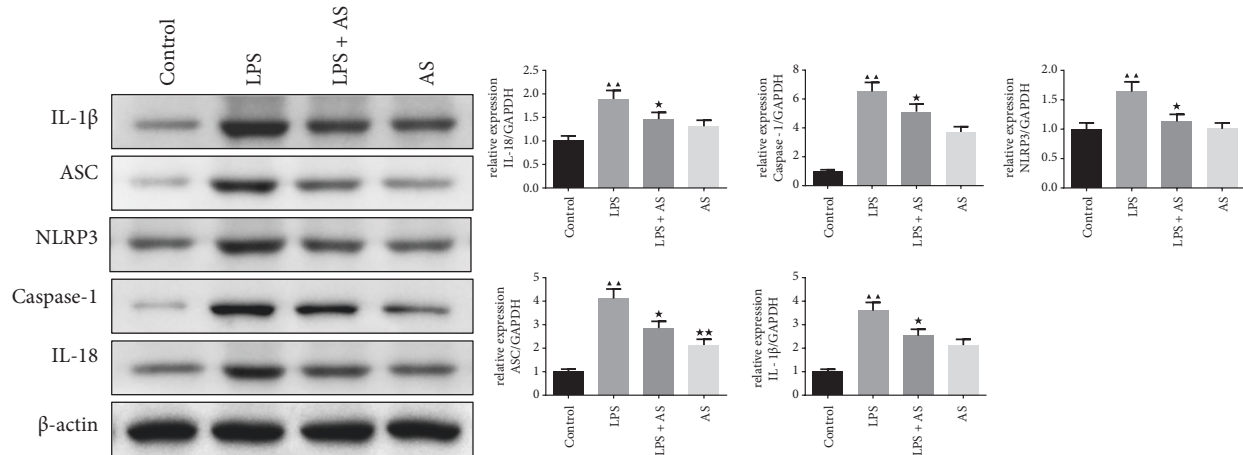 Control
LPS
LPS + AS
AS
IL-1β
ASC
NLRP3
Caspase-1
IL-18
β-actin
relative expression
IL-18/GAPDH
2.5
2.0
1.5
1.0
0.5
0.0
▲▲
★
Control
LPS
LPS + AS
AS
relative expression
Caspase -1/GAPDH
8
6
4
2
0
▲▲
★
Control
LPS
LPS + AS
AS
relative expression
NLRP3/GAPDH
2.0
1.5
1.0
0.5
0.0
▲▲
★
Control
LPS
LPS + AS
AS
relative expression
ASC/GAPDH
5
4
3
2
1
0
▲▲
★
★★
Control
LPS
LPS + AS
AS
relative expression
IL - 1β/GAPDH
5
4
3
2
1
0
▲▲
★
Control
LPS
LPS + AS
AS